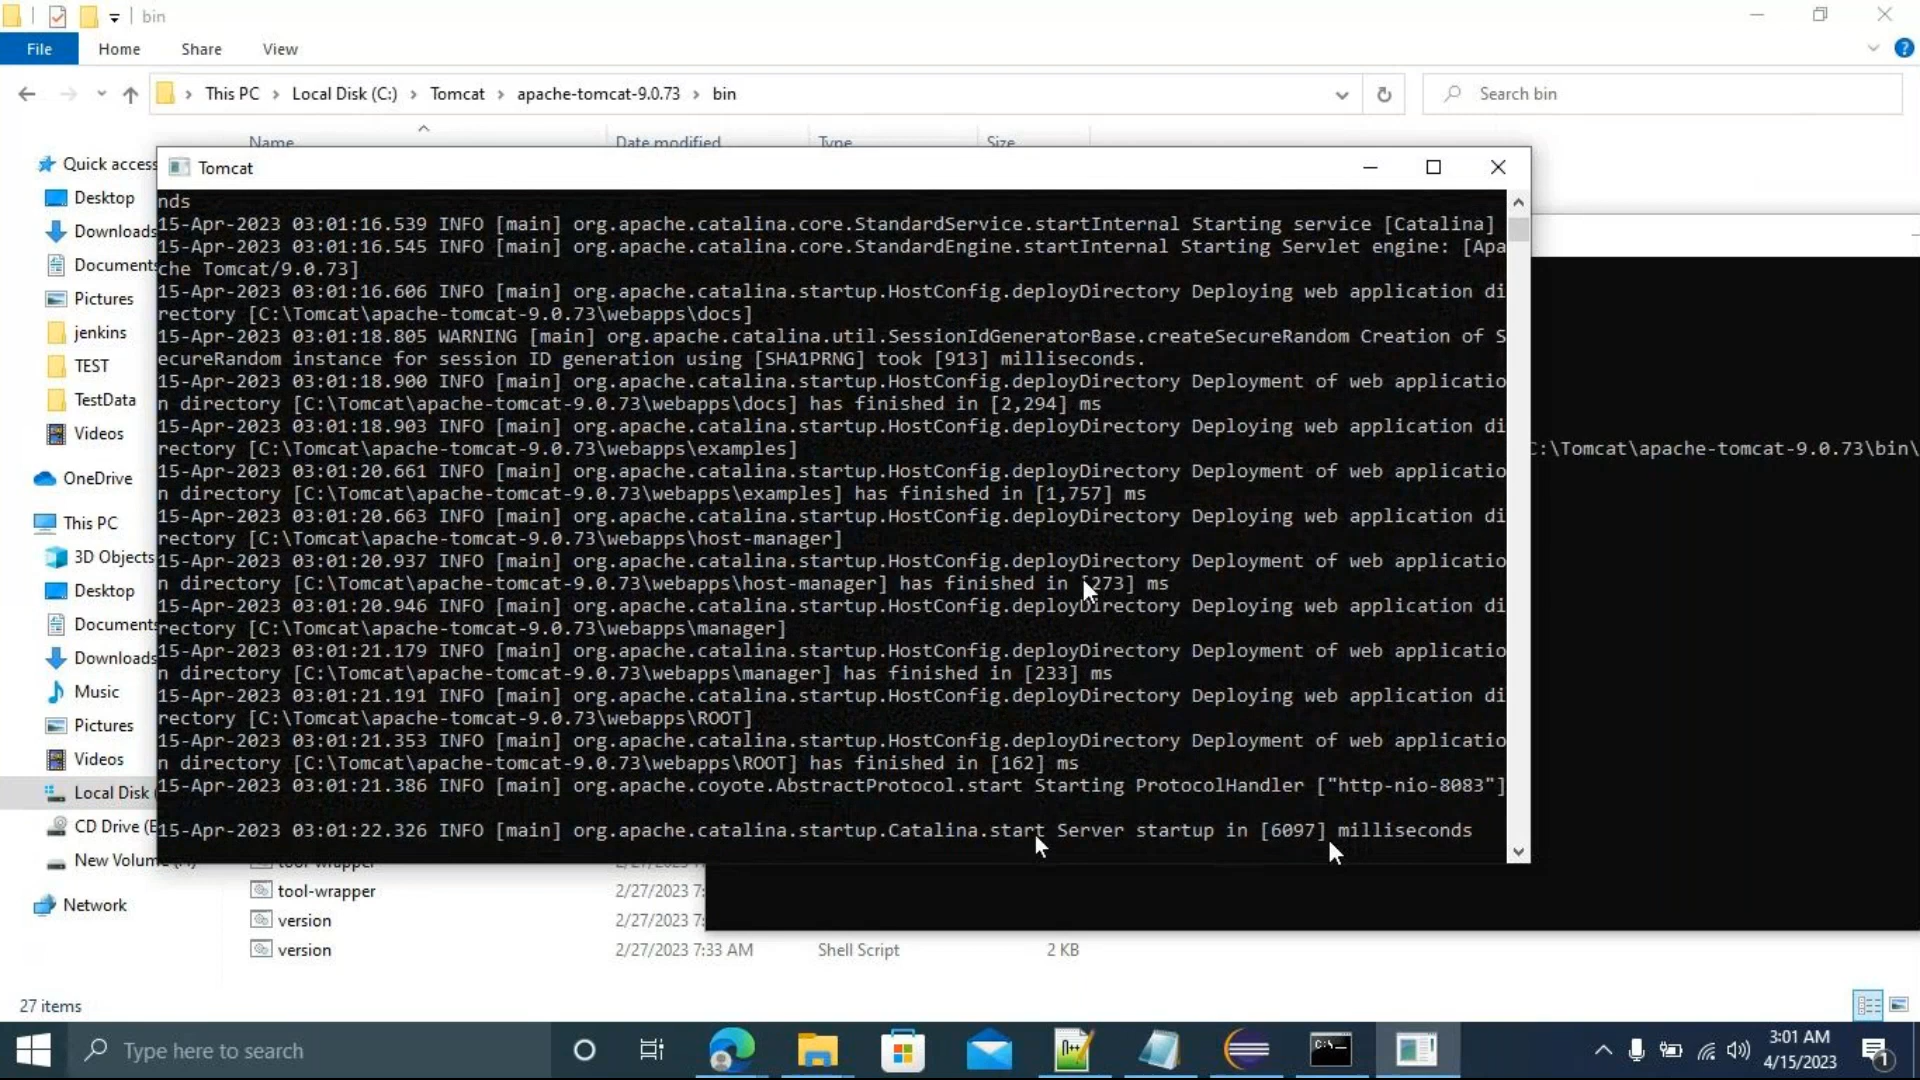 bin
File Home Share View
This PC Local Disk (C:) Tomcat apache-tomcat-9.0.73 bin
Search bin
Name Date modified Type Size
Quick access
Desktop
Downloads
Documents
Pictures
jenkins
TEST
TestData
Videos
OneDrive
This PC
3D Objects
Desktop
Documents
Downloads
Music
Pictures
Videos
Local Disk (
CD Drive (E
New Volum
Network
Tomcat
nds
15-Apr-2023 03:01:16.539 INFO [main] org.apache.catalina.core.StandardService.startInternal Starting service [Catalina]
15-Apr-2023 03:01:16.545 INFO [main] org.apache.catalina.core.StandardEngine.startInternal Starting Servlet engine: [Apa
che Tomcat/9.0.73]
15-Apr-2023 03:01:16.606 INFO [main] org.apache.catalina.startup.HostConfig.deployDirectory Deploying web application di
rectory [C:\Tomcat\apache-tomcat-9.0.73\webapps\docs]
15-Apr-2023 03:01:18.805 WARNING [main] org.apache.catalina.util.SessionIdGeneratorBase.createSecureRandom Creation of S
ecureRandom instance for session ID generation using [SHA1PRNG] took [913] milliseconds.
15-Apr-2023 03:01:18.900 INFO [main] org.apache.catalina.startup.HostConfig.deployDirectory Deployment of web applicatio
n directory [C:\Tomcat\apache-tomcat-9.0.73\webapps\docs] has finished in [2,294] ms
15-Apr-2023 03:01:18.903 INFO [main] org.apache.catalina.startup.HostConfig.deployDirectory Deploying web application di
rectory [C:\Tomcat\apache-tomcat-9.0.73\webapps\examples]
15-Apr-2023 03:01:20.661 INFO [main] org.apache.catalina.startup.HostConfig.deployDirectory Deployment of web applicatio
n directory [C:\Tomcat\apache-tomcat-9.0.73\webapps\examples] has finished in [1,757] ms
15-Apr-2023 03:01:20.663 INFO [main] org.apache.catalina.startup.HostConfig.deployDirectory Deploying web application di
rectory [C:\Tomcat\apache-tomcat-9.0.73\webapps\host-manager]
15-Apr-2023 03:01:20.937 INFO [main] org.apache.catalina.startup.HostConfig.deployDirectory Deployment of web applicatio
n directory [C:\Tomcat\apache-tomcat-9.0.73\webapps\host-manager] has finished in [273] ms
15-Apr-2023 03:01:20.946 INFO [main] org.apache.catalina.startup.HostConfig.deployDirectory Deploying web application di
rectory [C:\Tomcat\apache-tomcat-9.0.73\webapps\manager]
15-Apr-2023 03:01:21.179 INFO [main] org.apache.catalina.startup.HostConfig.deployDirectory Deployment of web applicatio
n directory [C:\Tomcat\apache-tomcat-9.0.73\webapps\manager] has finished in [233] ms
15-Apr-2023 03:01:21.191 INFO [main] org.apache.catalina.startup.HostConfig.deployDirectory Deploying web application di
rectory [C:\Tomcat\apache-tomcat-9.0.73\webapps\ROOT]
15-Apr-2023 03:01:21.353 INFO [main] org.apache.catalina.startup.HostConfig.deployDirectory Deployment of web applicatio
n directory [C:\Tomcat\apache-tomcat-9.0.73\webapps\ROOT] has finished in [162] ms
15-Apr-2023 03:01:21.386 INFO [main] org.apache.coyote.AbstractProtocol.start Starting ProtocolHandler ["http-nio-8083"]
15-Apr-2023 03:01:22.326 INFO [main] org.apache.catalina.startup.Catalina.start Server startup in [6097] milliseconds
C:\Tomcat\apache-tomcat-9.0.73\bin\
tool-wrapper
tool-wrapper 2/27/2023 7:
version 2/27/2023 7:
version 2/27/2023 7:33 AM Shell Script 2 KB
27 items
Type here to search
3:01 AM
4/15/2023
1